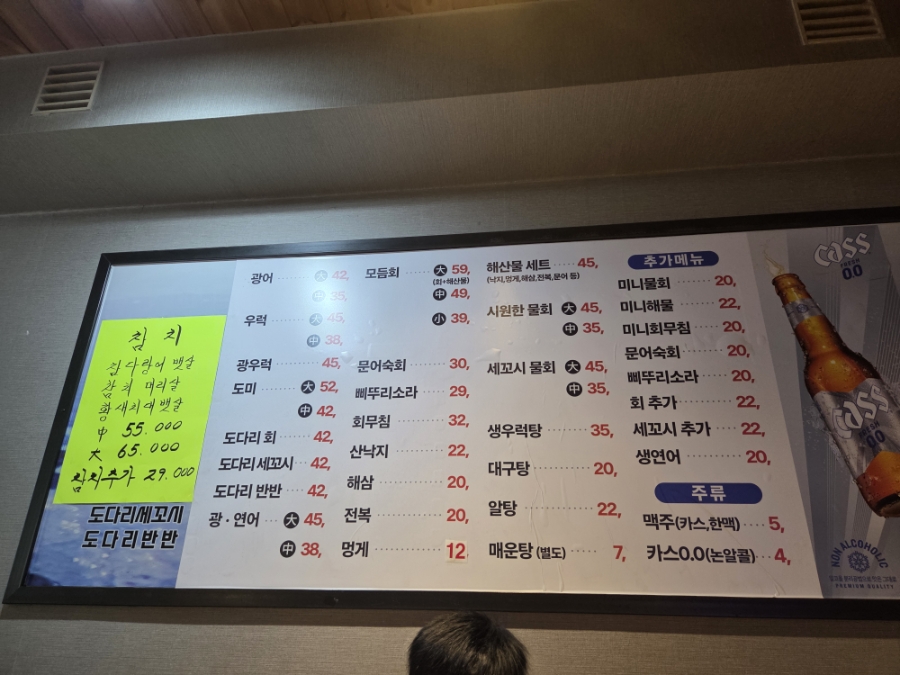 참 치
참다랑어 뱃살
참치 머리살
황새치대뱃살
中 55.000
大 65.000
참치추가 29.000
도다리세꼬시
도다리반반
광어 大 42,
中 35,
우럭 大 45,
中 38,
광우럭 45,
도미 大 52,
中 42,
도다리 회 42,
도다리 세꼬시 42,
도다리 반반 42,
광·연어 大 45,
中 38,
모듬회 大 59,
(회+해산물)
中 49,
小 39,
문어숙회 30,
삐뚜리소라 29,
회무침 32,
산낙지 22,
해삼 20,
전복 20,
멍게 12
해산물 세트 45,
(낙지,멍게,해삼,전복,문어 등)
시원한 물회 大 45,
中 35,
세꼬시 물회 大 45,
中 35,
생우럭탕 35,
대구탕 20,
알탕 22,
매운탕 (별도) 7,
추가메뉴
미니물회 20,
미니해물 22,
미니회무침 20,
문어숙회 20,
삐뚜리소라 20,
회 추가 22,
세꼬시 추가 22,
생연어 20,
주류
맥주(카스,한맥) 5,
카스0.0(논알콜) 4,
Cass
FRESH
0.0
Cass
FRESH
0.0
NON ALCOHOLIC
PREMIUM QUALITY